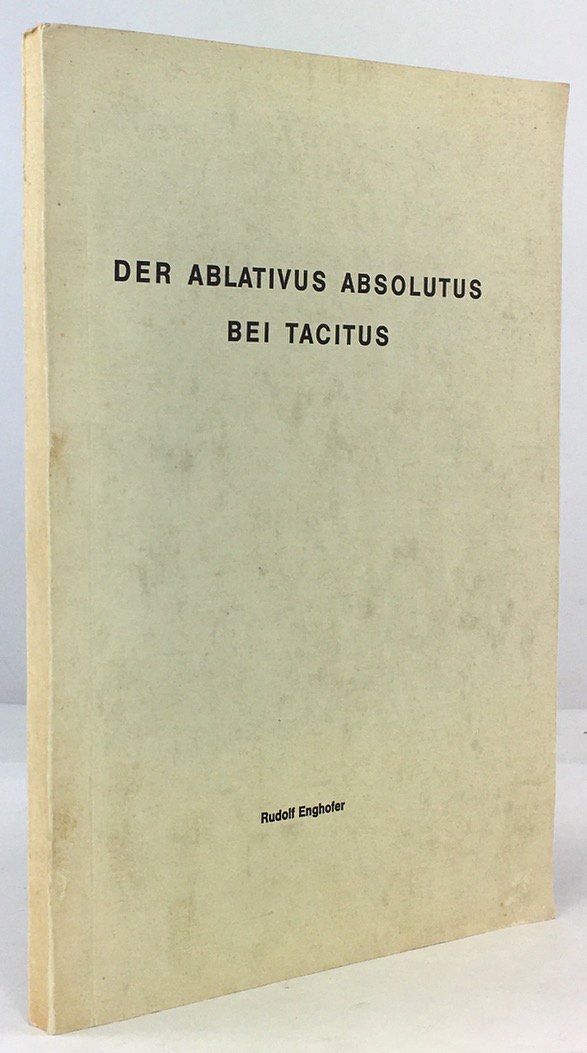 DER ABLATIVUS ABSOLUTUS
BEI TACITUS
Rudolf Enghofer